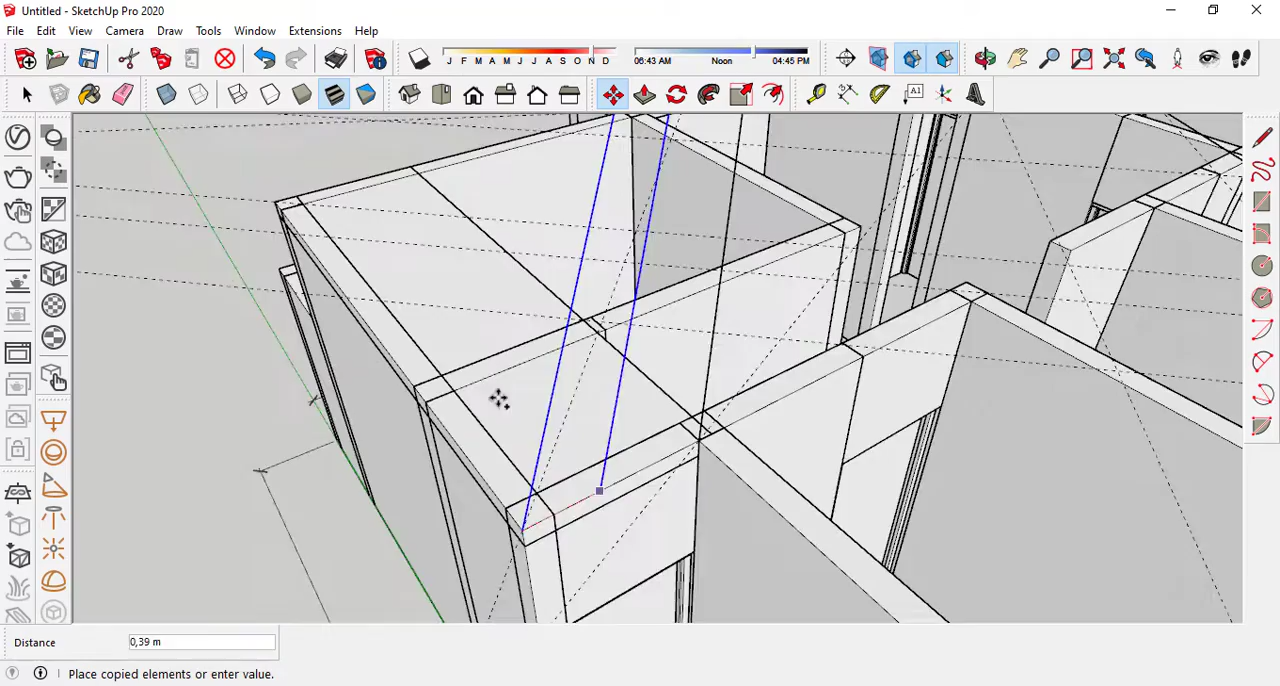 Untitled - SketchUp Pro 2020
File Edit View Camera Draw Tools Window Extensions Help
J F M A M J J A S O N D
06:43 AM Noon 04:45 PM
A1
Distance 0,39 m
Place copied elements or enter value.